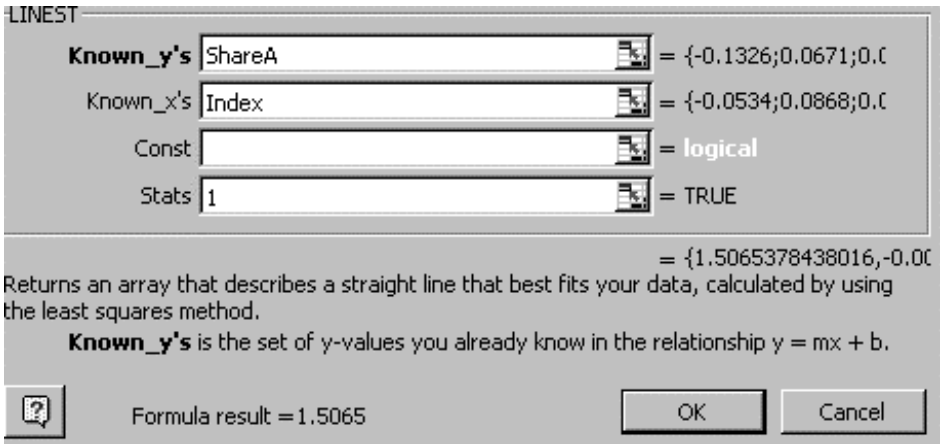 LINEST
Known_y's ShareA = {-0.1326;0.0671;0.0
Known_x's Index = {-0.0534;0.0868;0.0
Const = logical
Stats 1 = TRUE
= {1.5065378438016,-0.00
Returns an array that describes a straight line that best fits your data, calculated by using
the least squares method.
Known_y's is the set of y-values you already know in the relationship y = mx + b.
Formula result =1.5065 OK Cancel